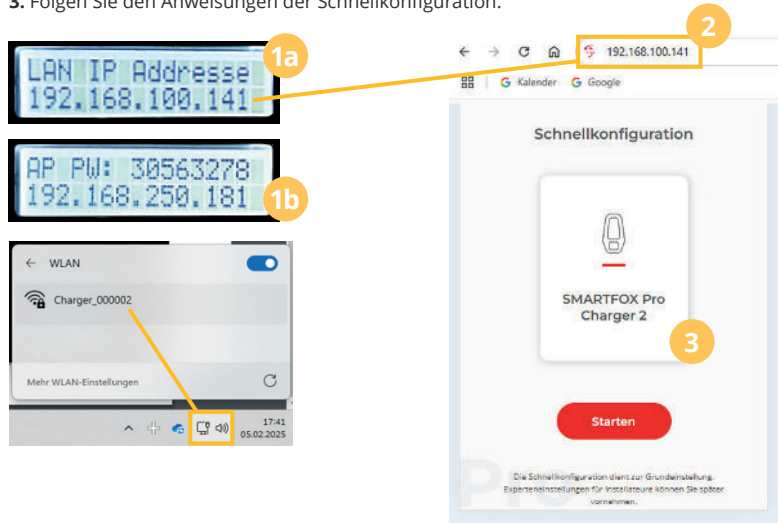 3. Folgen Sie den Anweisungen der Schnellkonfiguration.
1a
LAN IP Addresse
192.168.100.141
AP PW: 30563278
192.168.250.181
1b
WLAN
Charger_000002
Mehr WLAN-Einstellungen
17:41
05.02.2025
2
192.168.100.141
G Kalender G Google
Schnellkonfiguration
SMARTFOX Pro
Charger 2
3
Starten
Pro
Die Schnellkonfiguration dient zur Grundeinstellung.
Experteneinstellungen für Installateure können Sie später
vornehmen.